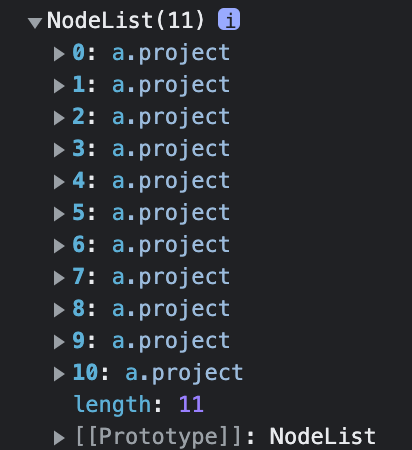 NodeList(11) i
0: a.project
1: a.project
2: a.project
3: a.project
4: a.project
5: a.project
6: a.project
7: a.project
8: a.project
9: a.project
10: a.project
length: 11
[[Prototype]]: NodeList